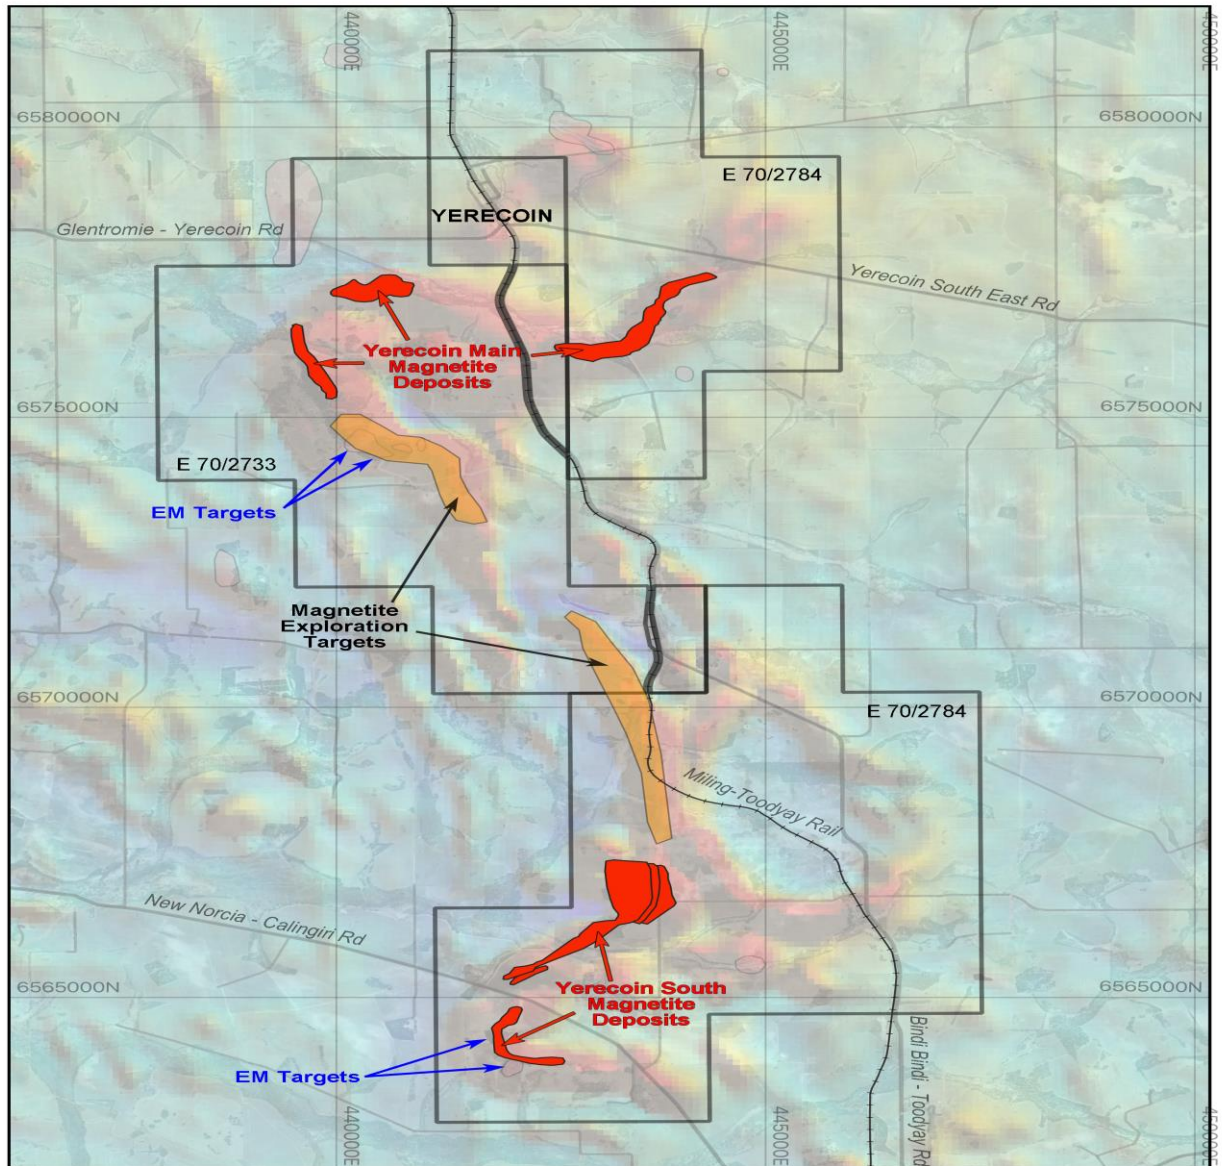 440000E
445000E
450000E
6580000N
6580000N
E 70/2784
YERECOIN
Glentromie - Yerecoin Rd
Yerecoin South East Rd
Yerecoin Main
Magnetite
Deposits
6575000N
6575000N
E 70/2733
EM Targets
Magnetite
Exploration
Targets
6570000N
6570000N
E 70/2784
Miling-Toodyay Rail
New Norcia - Calingiri Rd
Yerecoin South
Magnetite
Deposits
6565000N
6565000N
Bindi Bindi - Toodyay Rd
EM Targets
440000E
445000E
450000E